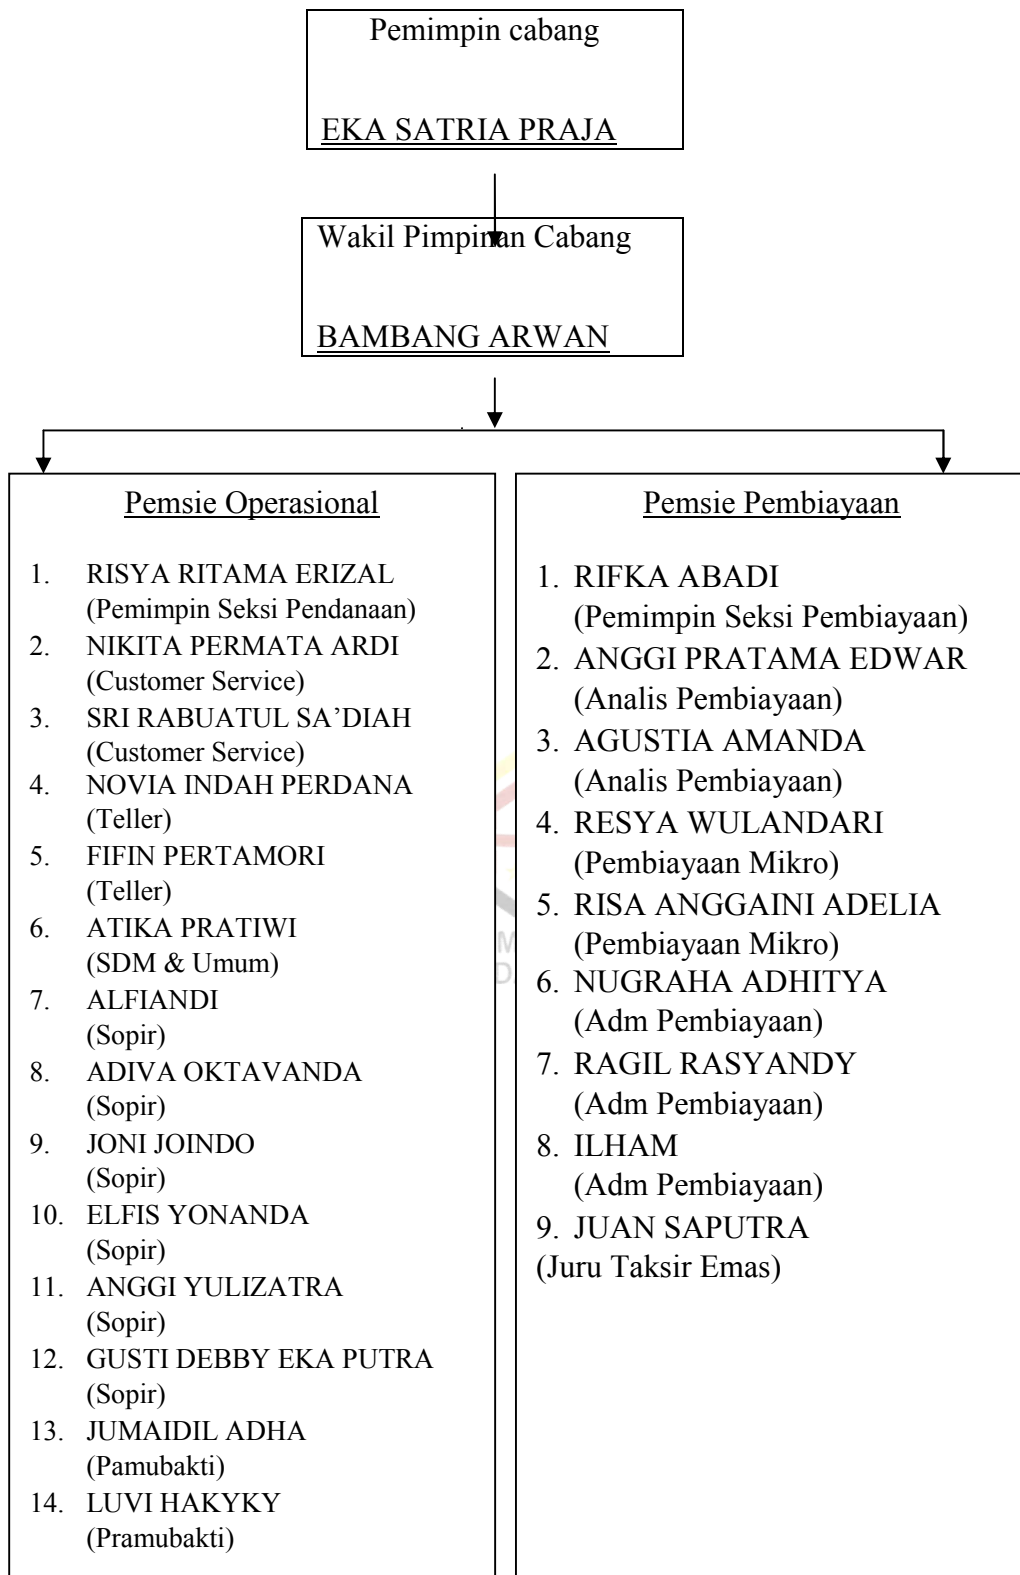 Pemimpin cabang
EKA SATRIA PRAJA
Wakil Pimpinan Cabang
BAMBANG ARWAN
Pemsie Operasional
1. RISYA RITAMA ERIZAL
(Pemimpin Seksi Pendanaan)
2. NIKITA PERMATA ARDI
(Customer Service)
3. SRI RABUATUL SA’DIAH
(Customer Service)
4. NOVIA INDAH PERDANA
(Teller)
5. FIFIN PERTAMORI
(Teller)
6. ATIKA PRATIWI
(SDM & Umum)
7. ALFIANDI
(Sopir)
8. ADIVA OKTAVANDA
(Sopir)
9. JONI JOINDO
(Sopir)
10. ELFIS YONANDA
(Sopir)
11. ANGGI YULIZATRA
(Sopir)
12. GUSTI DEBBY EKA PUTRA
(Sopir)
13. JUMAIDIL ADHA
(Pamubakti)
14. LUVI HAKYKY
(Pramubakti)
Pemsie Pembiayaan
1. RIFKA ABADI
(Pemimpin Seksi Pembiayaan)
2. ANGGI PRATAMA EDWAR
(Analis Pembiayaan)
3. AGUSTIA AMANDA
(Analis Pembiayaan)
4. RESYA WULANDARI
(Pembiayaan Mikro)
5. RISA ANGGAINI ADELIA
(Pembiayaan Mikro)
6. NUGRAHA ADHITYA
(Adm Pembiayaan)
7. RAGIL RASYANDY
(Adm Pembiayaan)
8. ILHAM
(Adm Pembiayaan)
9. JUAN SAPUTRA
(Juru Taksir Emas)